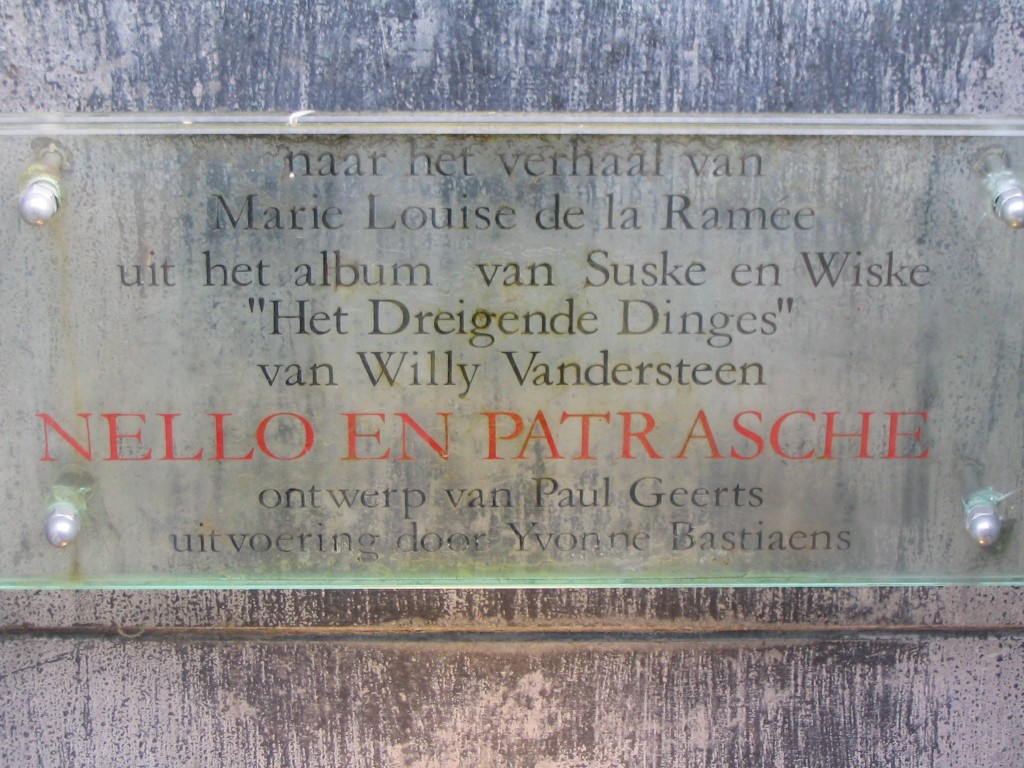 naar het verhaal van
Marie Louise de la Ramée
uit het album van Suske en Wiske
"Het Dreigende Dinges"
van Willy Vandersteen
NELLO EN PATRASCHE
ontwerp van Paul Geerts
uitvoering door Yvonne Bastiaens